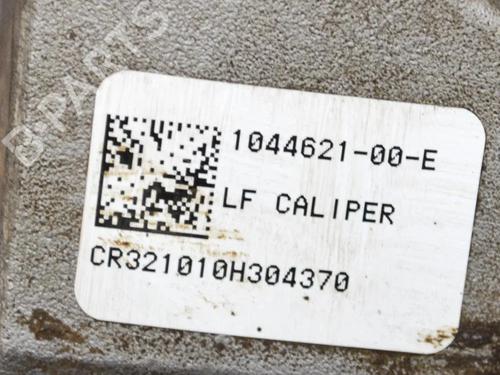 B-PARTS
1044621-00-E
LF CALIPER
CR321010H304370